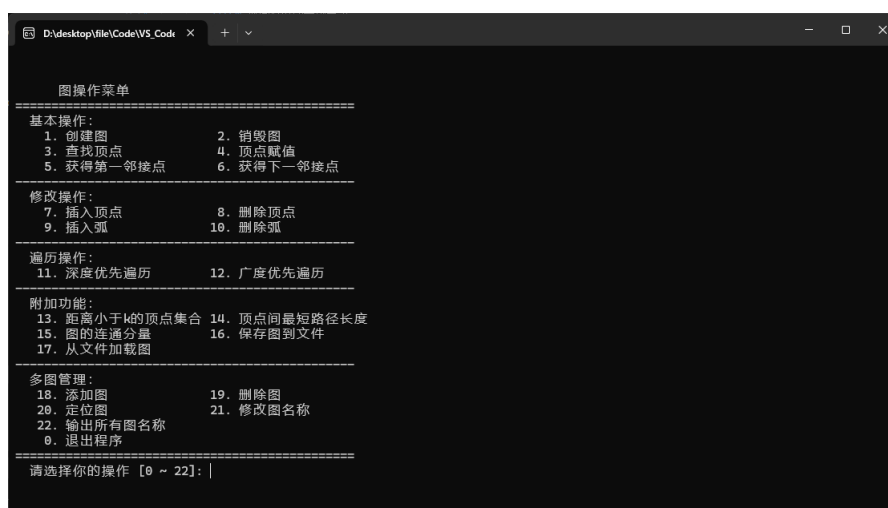 D:\desktop\file\Code\VS_Code
图操作菜单
基本操作:
1. 创建图 2. 销毁图
3. 查找顶点 4. 顶点赋值
5. 获得第一邻接点 6. 获得下一邻接点
修改操作:
7. 插入顶点 8. 删除顶点
9. 插入弧 10. 删除弧
遍历操作:
11. 深度优先遍历 12. 广度优先遍历
附加功能:
13. 距离小于k的顶点集合 14. 顶点间最短路径长度
15. 图的连通分量 16. 保存图到文件
17. 从文件加载图
多图管理:
18. 添加图 19. 删除图
20. 定位图 21. 修改图名称
22. 输出所有图名称
0. 退出程序
请选择你的操作 [0 ~ 22]: